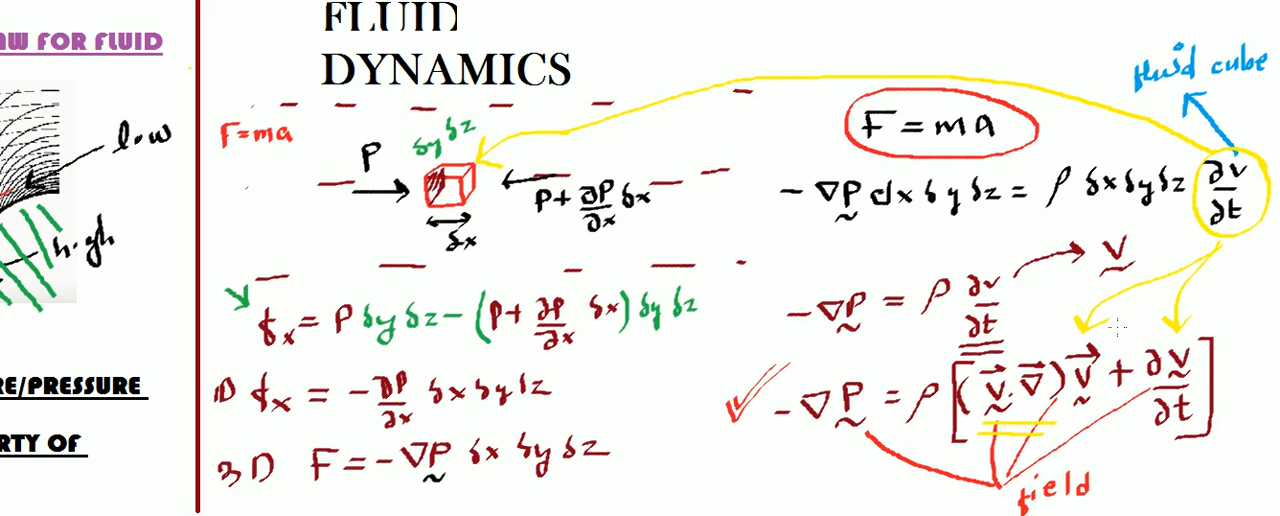 AW FOR FLUID
low
high
RE/PRESSURE
RTY OF
FLUID
DYNAMICS
F=ma
P
δy δz
δx
P + ∂P/∂x δx
fx = P δy δz - (P + ∂P/∂x δx) δy δz
1D fx = - ∂P/∂x δx δy δz
3D F = -∇P δx δy δz
fluid cube
F = ma
-∇P dx δy δz = ρ δx δy δz ∂v/∂t
-∇P = ρ ∂v/∂t
v
-∇P = ρ [(v⃗.∇⃗)v⃗ + ∂v/∂t]
field